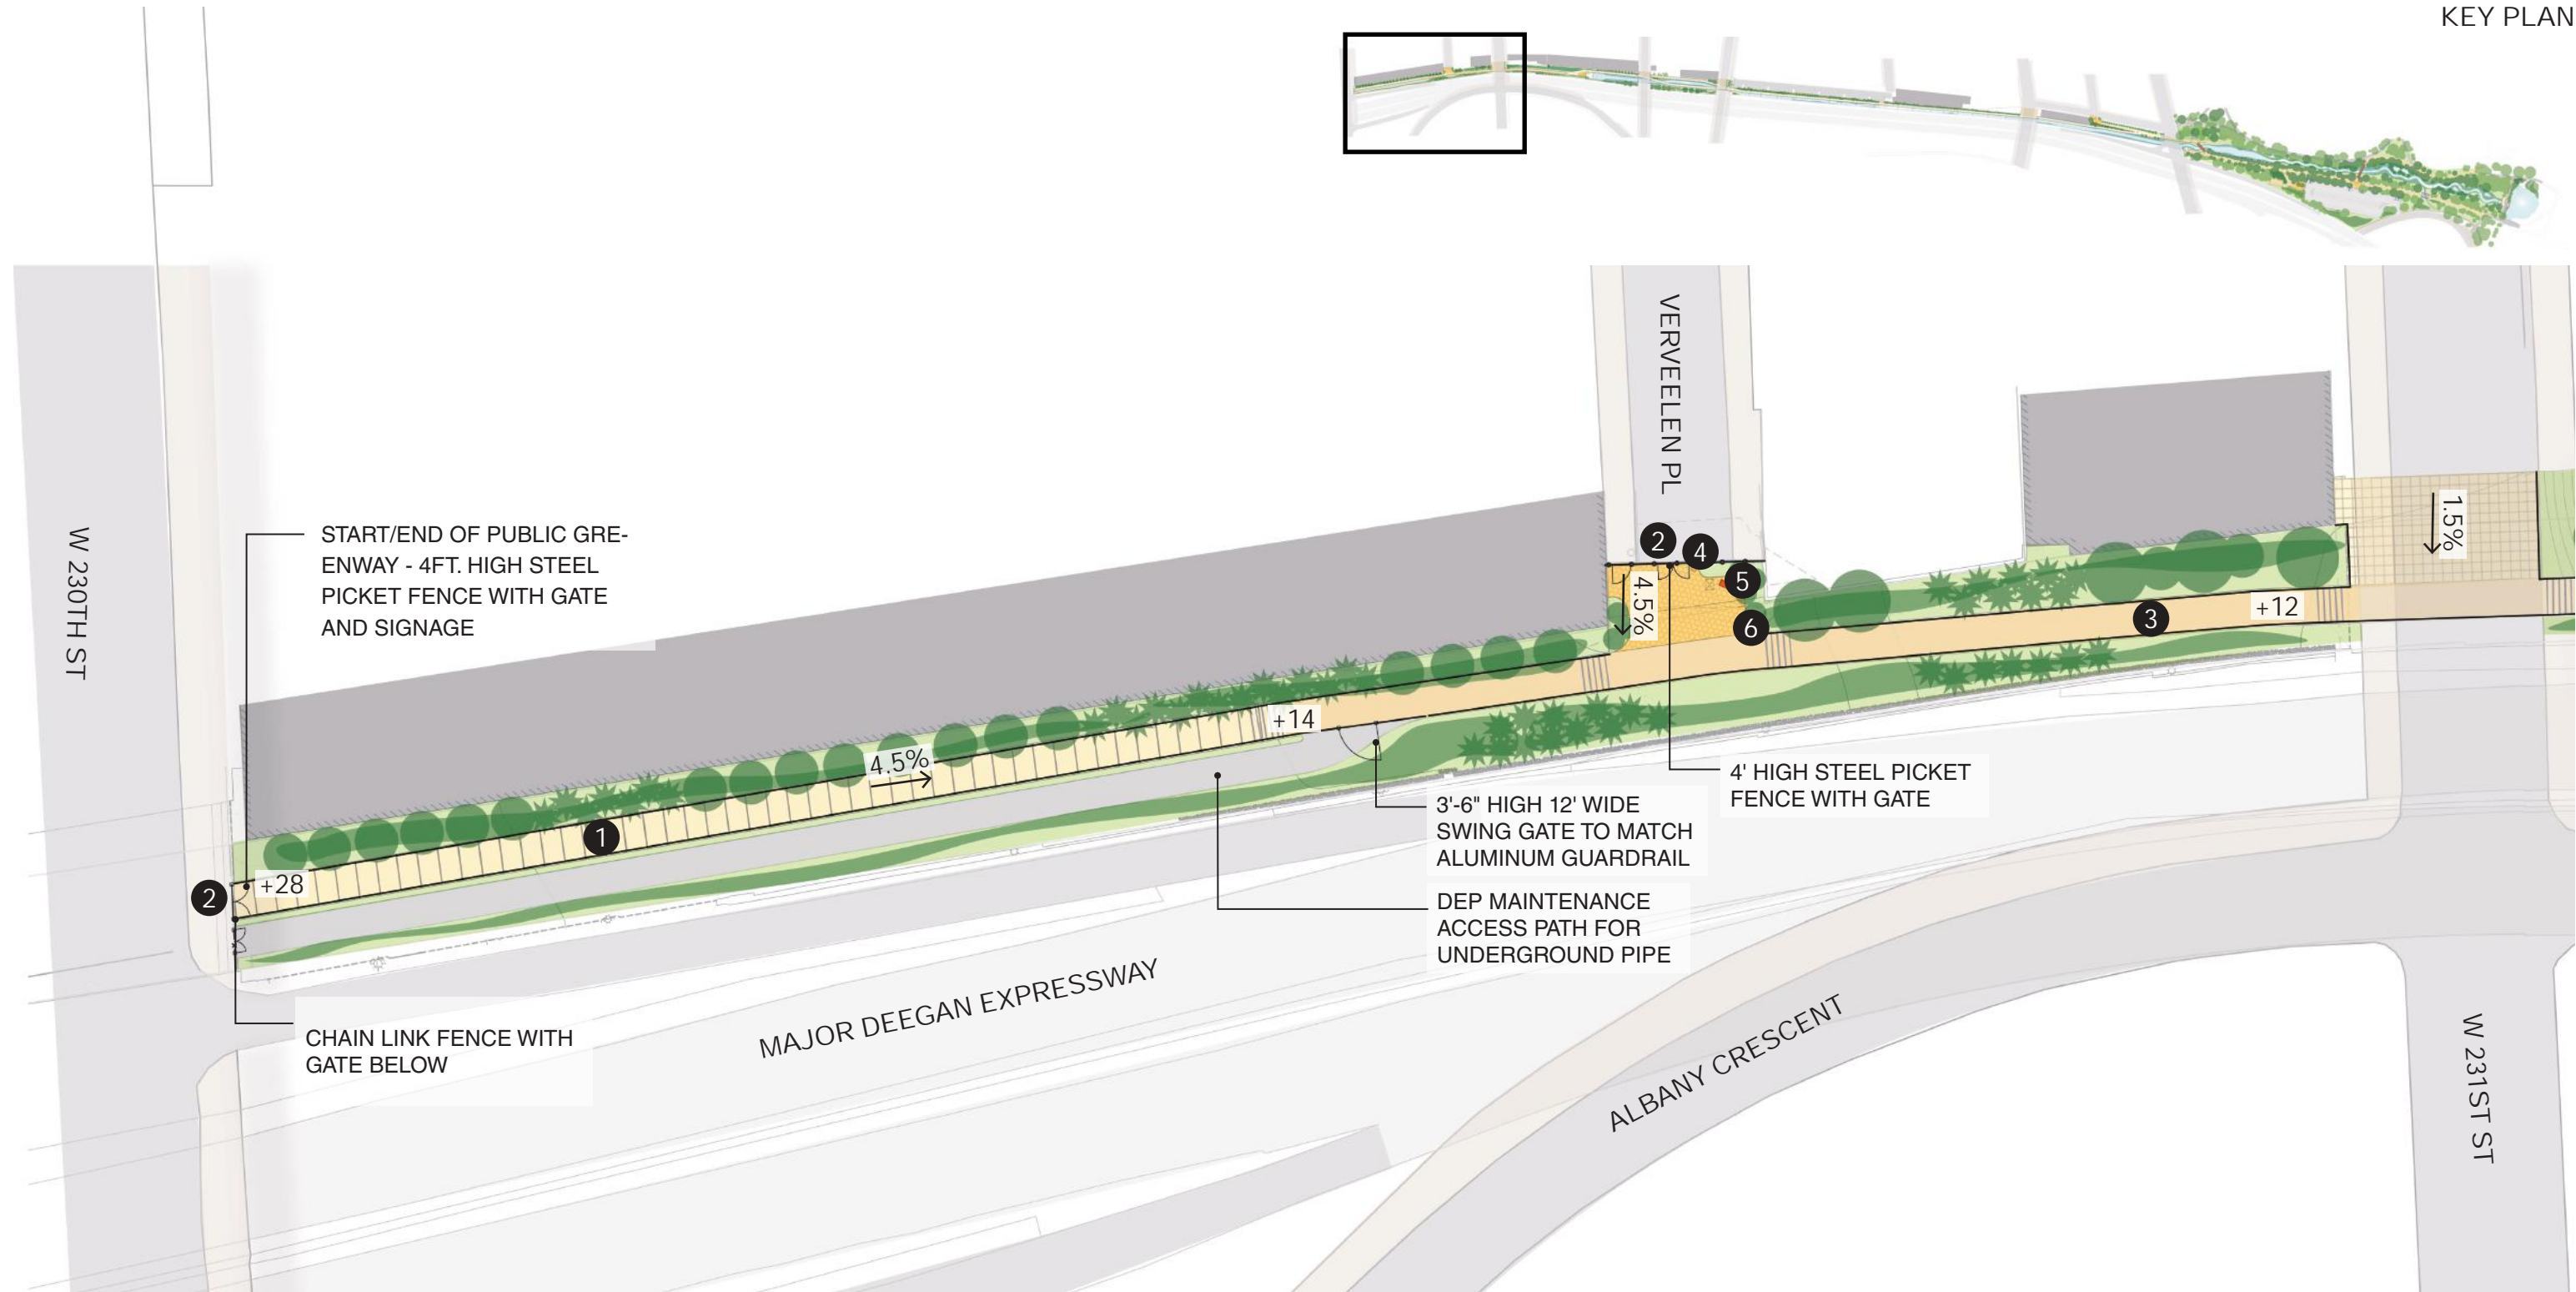 KEY PLAN
W 230TH ST
START/END OF PUBLIC GRE-
ENWAY - 4FT. HIGH STEEL
PICKET FENCE WITH GATE
AND SIGNAGE
VERVEELEN PL
2
4
5
6
4.5%
1.5%
3
+12
+14
4.5%
1
+28
2
4' HIGH STEEL PICKET
FENCE WITH GATE
3'-6" HIGH 12' WIDE
SWING GATE TO MATCH
ALUMINUM GUARDRAIL
DEP MAINTENANCE
ACCESS PATH FOR
UNDERGROUND PIPE
CHAIN LINK FENCE WITH
GATE BELOW
MAJOR DEEGAN EXPRESSWAY
ALBANY CRESCENT
W 231ST ST